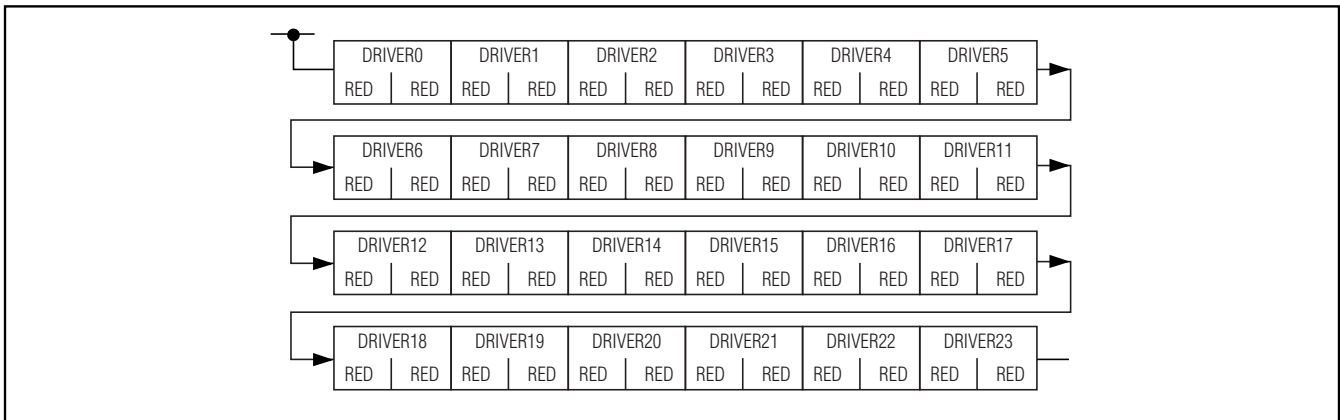 DRIVER0 DRIVER1 DRIVER2 DRIVER3 DRIVER4 DRIVER5
RED RED RED RED RED RED RED RED RED RED RED RED
DRIVER6 DRIVER7 DRIVER8 DRIVER9 DRIVER10 DRIVER11
RED RED RED RED RED RED RED RED RED RED RED RED
DRIVER12 DRIVER13 DRIVER14 DRIVER15 DRIVER16 DRIVER17
RED RED RED RED RED RED RED RED RED RED RED RED
DRIVER18 DRIVER19 DRIVER20 DRIVER21 DRIVER22 DRIVER23
RED RED RED RED RED RED RED RED RED RED RED RED